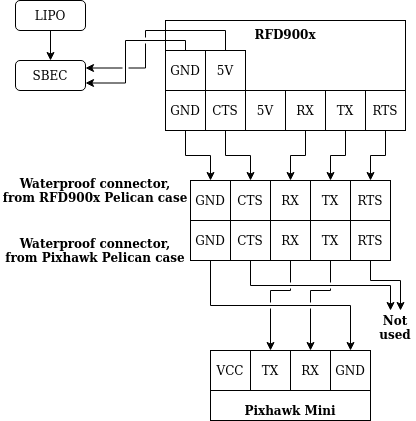 LIPO
RFD900x
SBEC
GND 5V
GND CTS 5V RX TX RTS
Waterproof connector,
from RFD900x Pelican case
GND CTS RX TX RTS
Waterproof connector,
from Pixhawk Pelican case
GND CTS RX TX RTS
Not
used
VCC TX RX GND
Pixhawk Mini